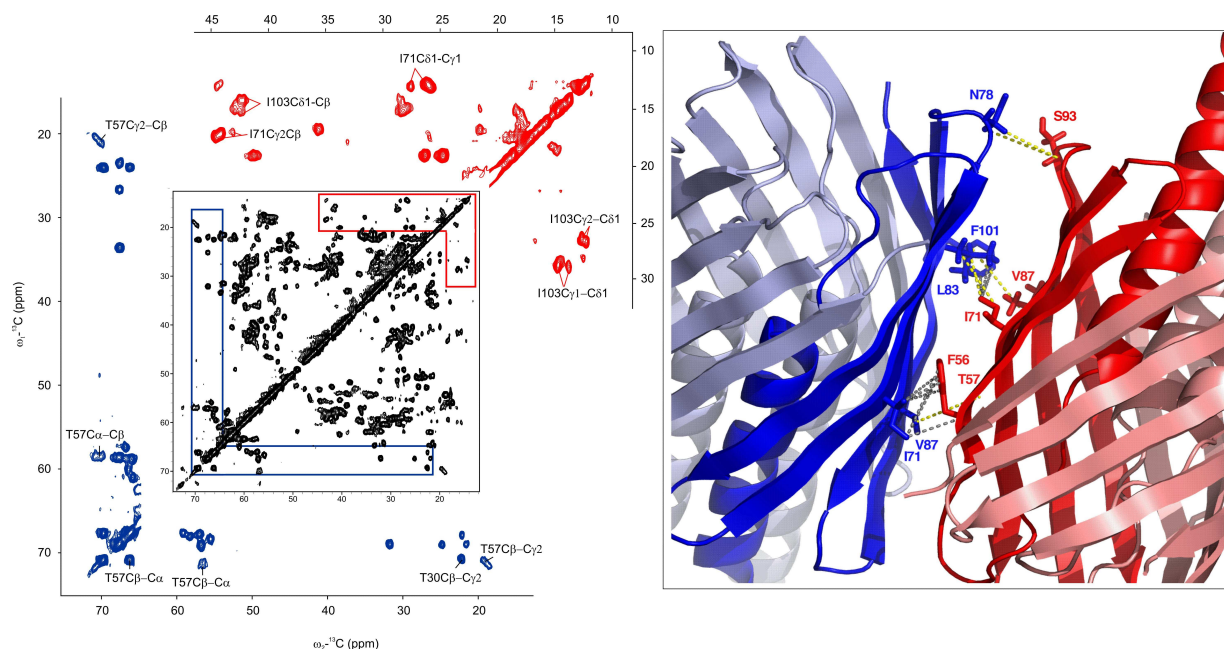 45 40 35 30 25 20 15 10
10
15
20
25
30
I71Cδ1-Cγ1
I103Cδ1-Cβ
I71Cγ2Cβ
T57Cγ2–Cβ
I103Cγ2–Cδ1
I103Cγ1–Cδ1
20
30
40
50
60
70
ω₁-¹³C (ppm)
20
30
40
50
60
70
70 60 50 40 30 20
T57Cα–Cβ
T57Cβ–Cα
T57Cβ–Cα
T30Cβ–Cγ2
T57Cβ–Cγ2
70 60 50 40 30 20
ω₂-¹³C (ppm)
N78
S93
F101
V87
L83
I71
F56
T57
V87
I71